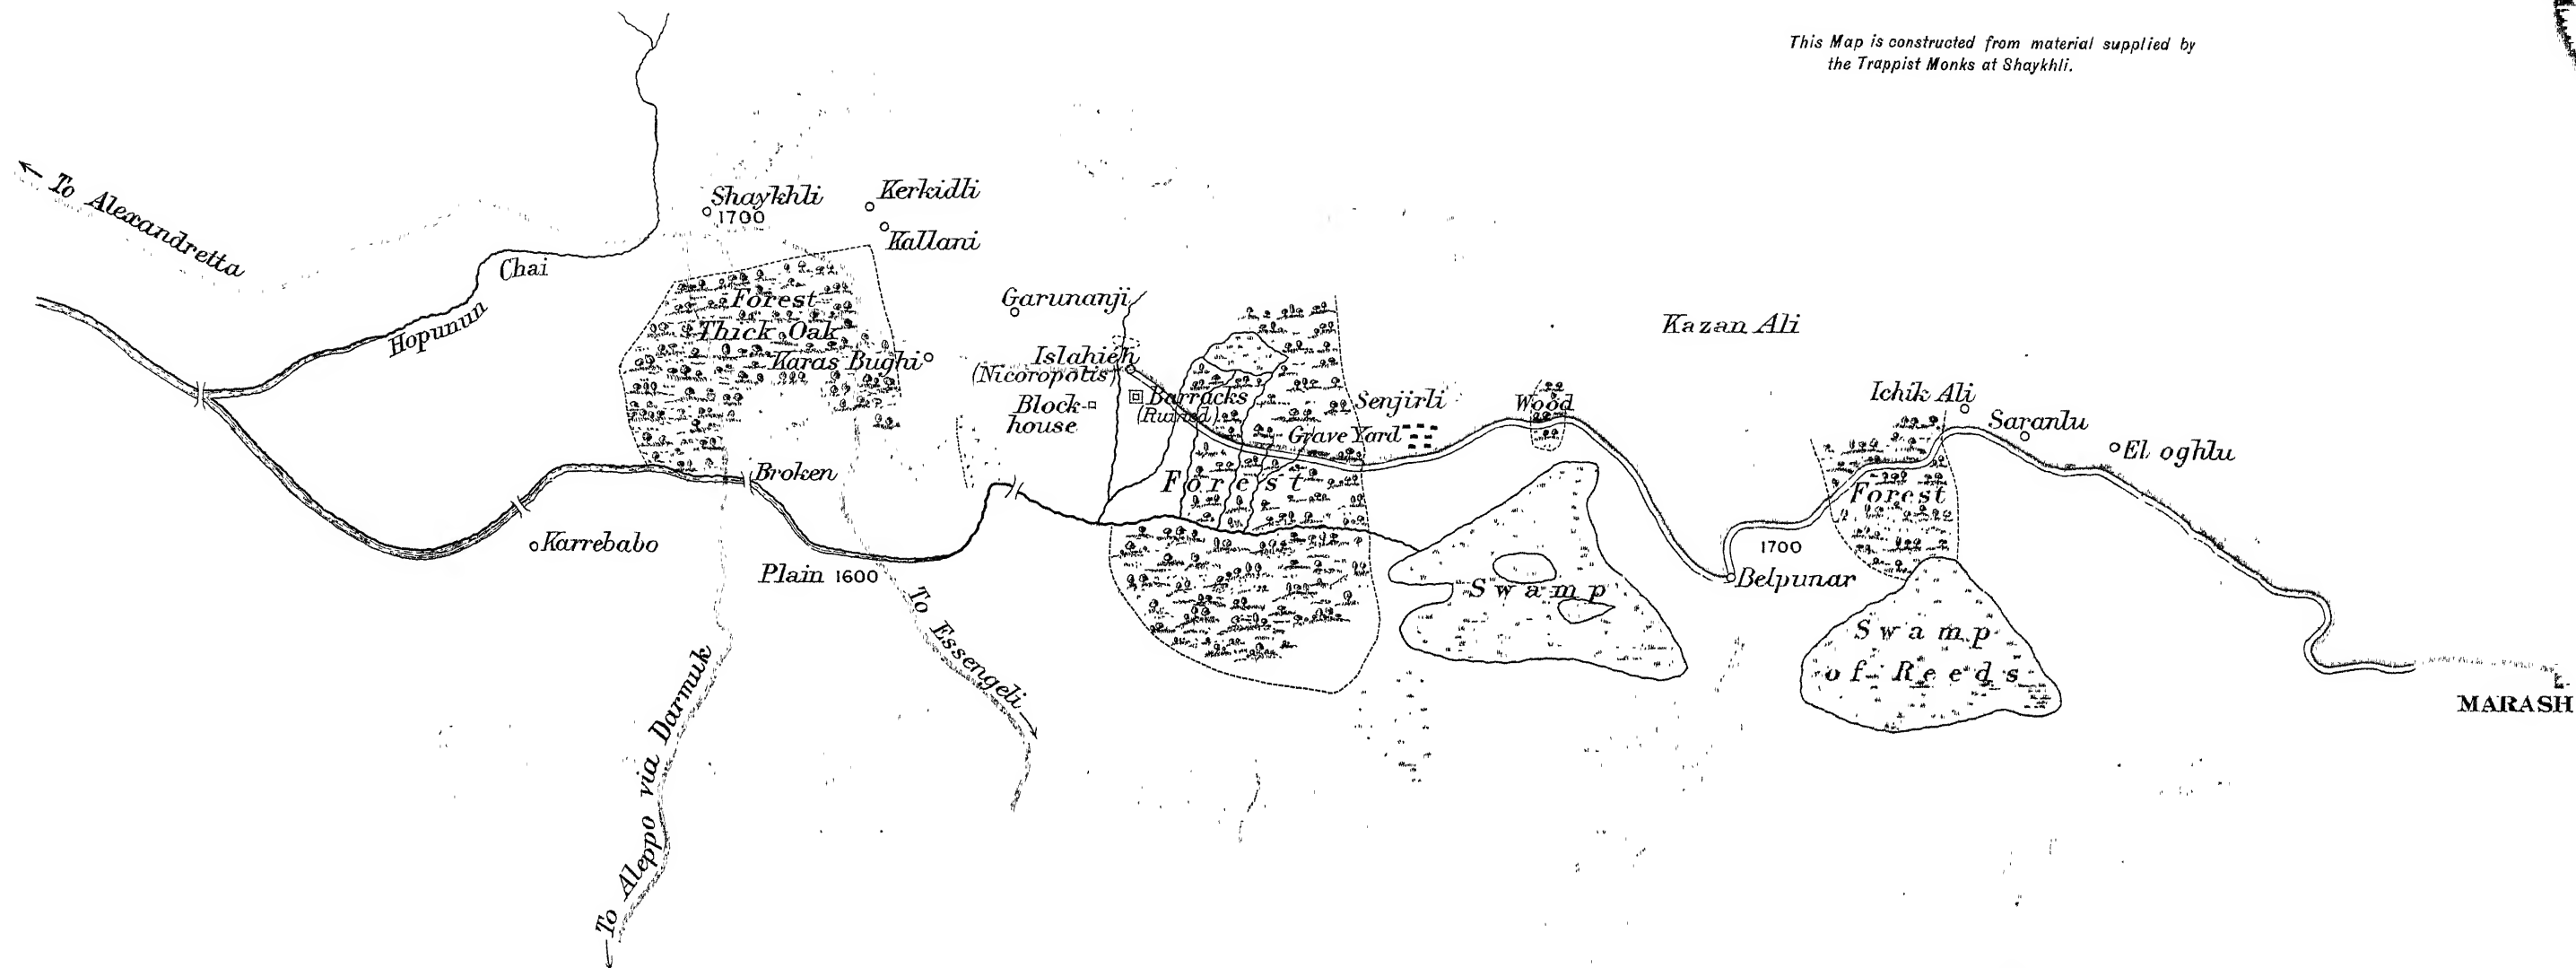 This Map is constructed from material supplied by
the Trappist Monks at Shaykhli.
To Alexandretta
Shaykhli
1700
Kerkidli
Kallani
Chai
Hopunun
Forest
Thick Oak
Karas Bughi
Garunanji
Islahieh
(Nicoropolis)
Block-
house
Barracks
(Ruined)
Senjirli
Grave Yard
Wood
Kazan Ali
Ichik Ali
Saranlu
El oghlu
Forest
Forest
Broken
Karrebabo
Plain 1600
To Essengeli
Swamp
1700
Belpunar
Swamp
of Reeds
MARASH
To Aleppo via Darmuk